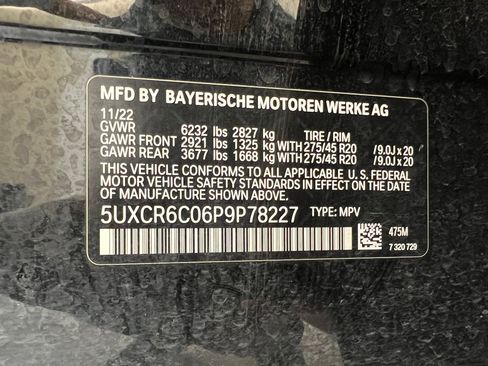 MFD BY BAYERISCHE MOTOREN WERKE AG
11/22
GVWR 6232 lbs 2827 kg TIRE / RIM
GAWR FRONT 2921 lbs 1325 kg WITH 275/45 R20 /9.0J x 20
GAWR REAR 3677 lbs 1668 kg WITH 275/45 R20 /9.0J x 20
THIS VEHICLE CONFORMS TO ALL APPLICABLE U. S. FEDERAL
MOTOR VEHICLE SAFETY STANDARDS IN EFFECT ON THE DATE
OF MANUFACTURE SHOWN ABOVE.
5UXCR6C06P9P78227 TYPE: MPV
475M
7 320 729